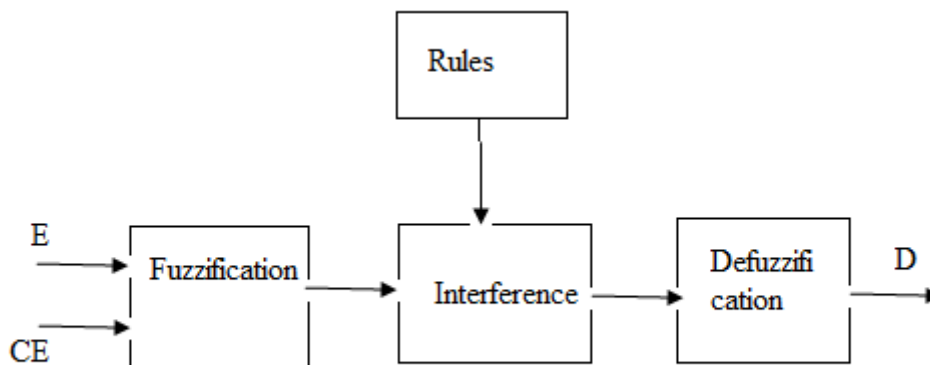 Rules
E
Fuzzification
CE
Interference
Defuzzifi
cation
D